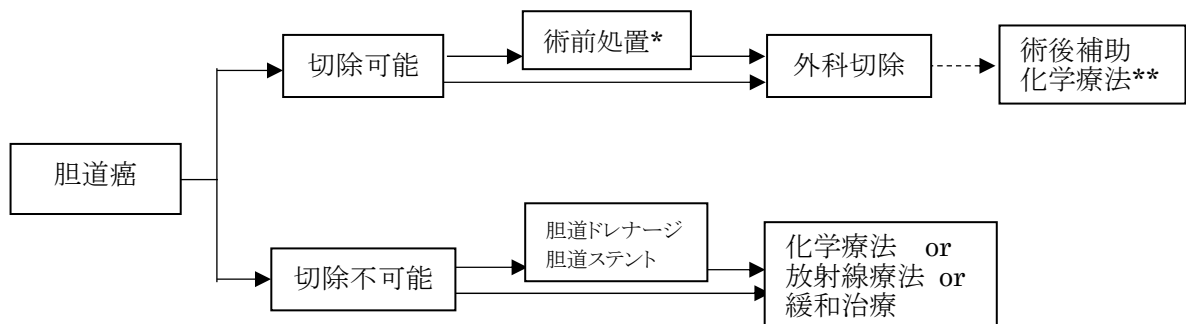 術前処置*
切除可能
外科切除
術後補助
化学療法**
胆道癌
胆道ドレナージ
胆道ステント
切除不可能
化学療法 or
放射線療法 or
緩和治療